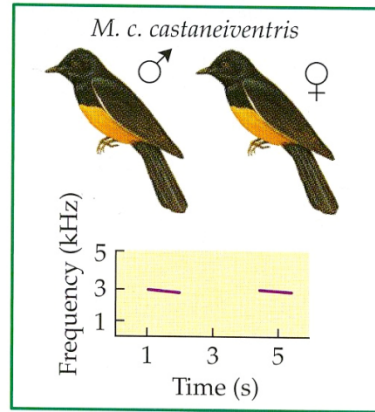 M. c. castaneiventris
♂ ♀
Frequency (kHz)
5
3
1
1 3 5
Time (s)